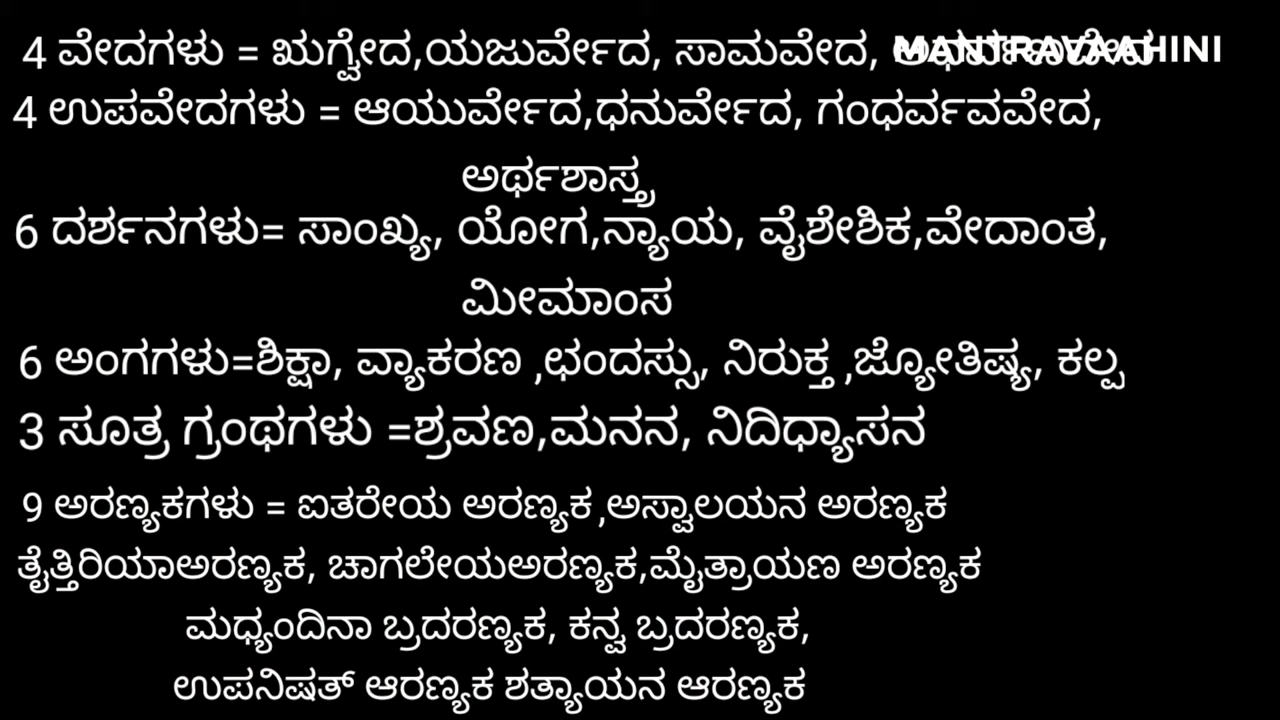 4 ವೇದಗಳು = ಋಗ್ವೇದ,ಯಜುರ್ವೇದ, ಸಾಮವೇದ,
MANTRAVAAHINI
4 ಉಪವೇದಗಳು = ಆಯುರ್ವೇದ,ಧನುರ್ವೇದ, ಗಂಧರ್ವವವೇದ,
ಅರ್ಥಶಾಸ್ತ್ರ
6 ದರ್ಶನಗಳು= ಸಾಂಖ್ಯ, ಯೋಗ,ನ್ಯಾಯ, ವೈಶೇಶಿಕ,ವೇದಾಂತ,
ಮೀಮಾಂಸ
6 ಅಂಗಗಳು=ಶಿಕ್ಷಾ, ವ್ಯಾಕರಣ ,ಛಂದಸ್ಸು, ನಿರುಕ್ತ ,ಜ್ಯೋತಿಷ್ಯ, ಕಲ್ಪ
3 ಸೂತ್ರ ಗ್ರಂಥಗಳು =ಶ್ರವಣ,ಮನನ, ನಿದಿಧ್ಯಾಸನ
9 ಅರಣ್ಯಕಗಳು = ಐತರೇಯ ಅರಣ್ಯಕ,ಅಸ್ವಾಲಯನ ಅರಣ್ಯಕ
ತೈತ್ತಿರಿಯಾಅರಣ್ಯಕ, ಚಾಗಲೇಯಅರಣ್ಯಕ,ಮೈತ್ರಾಯಣ ಅರಣ್ಯಕ
ಮಧ್ಯಂದಿನಾ ಬ್ರದರಣ್ಯಕ, ಕನ್ವ ಬ್ರದರಣ್ಯಕ,
ಉಪನಿಷತ್ ಆರಣ್ಯಕ ಶತ್ಯಾಯನ ಆರಣ್ಯಕ